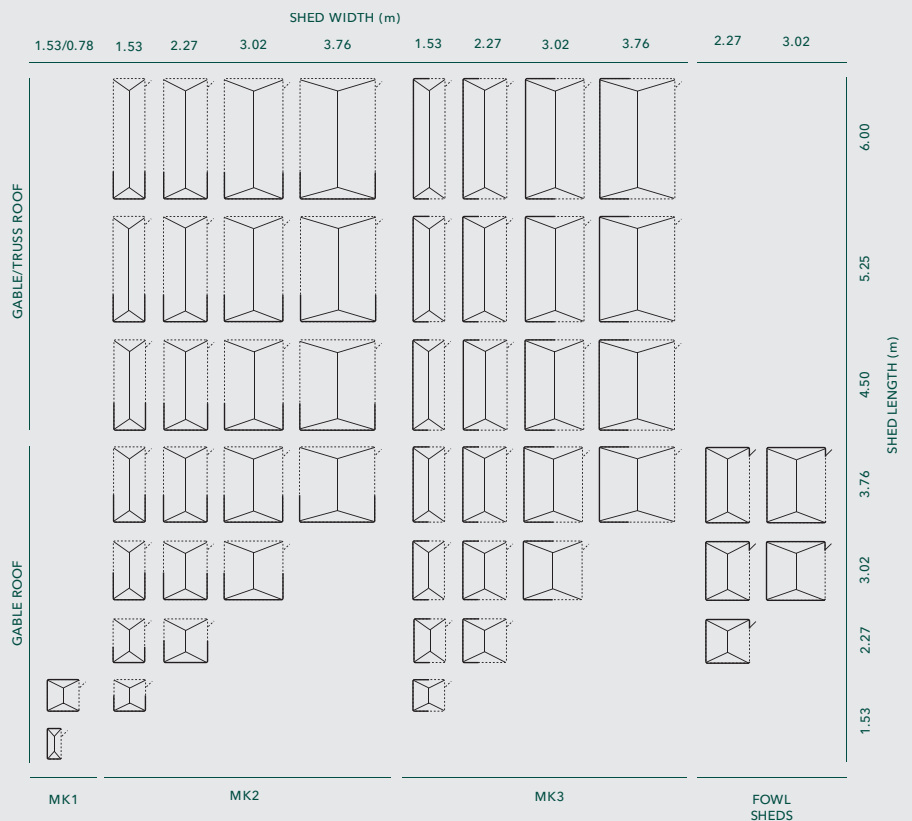 SHED WIDTH (m)
1.53/0.78 1.53 2.27 3.02 3.76 1.53 2.27 3.02 3.76 2.27 3.02
GABLE/TRUSS ROOF
GABLE ROOF
6.00
5.25
4.50
3.76
3.02
2.27
1.53
SHED LENGTH (m)
MK1 MK2 MK3 FOWL
SHEDS